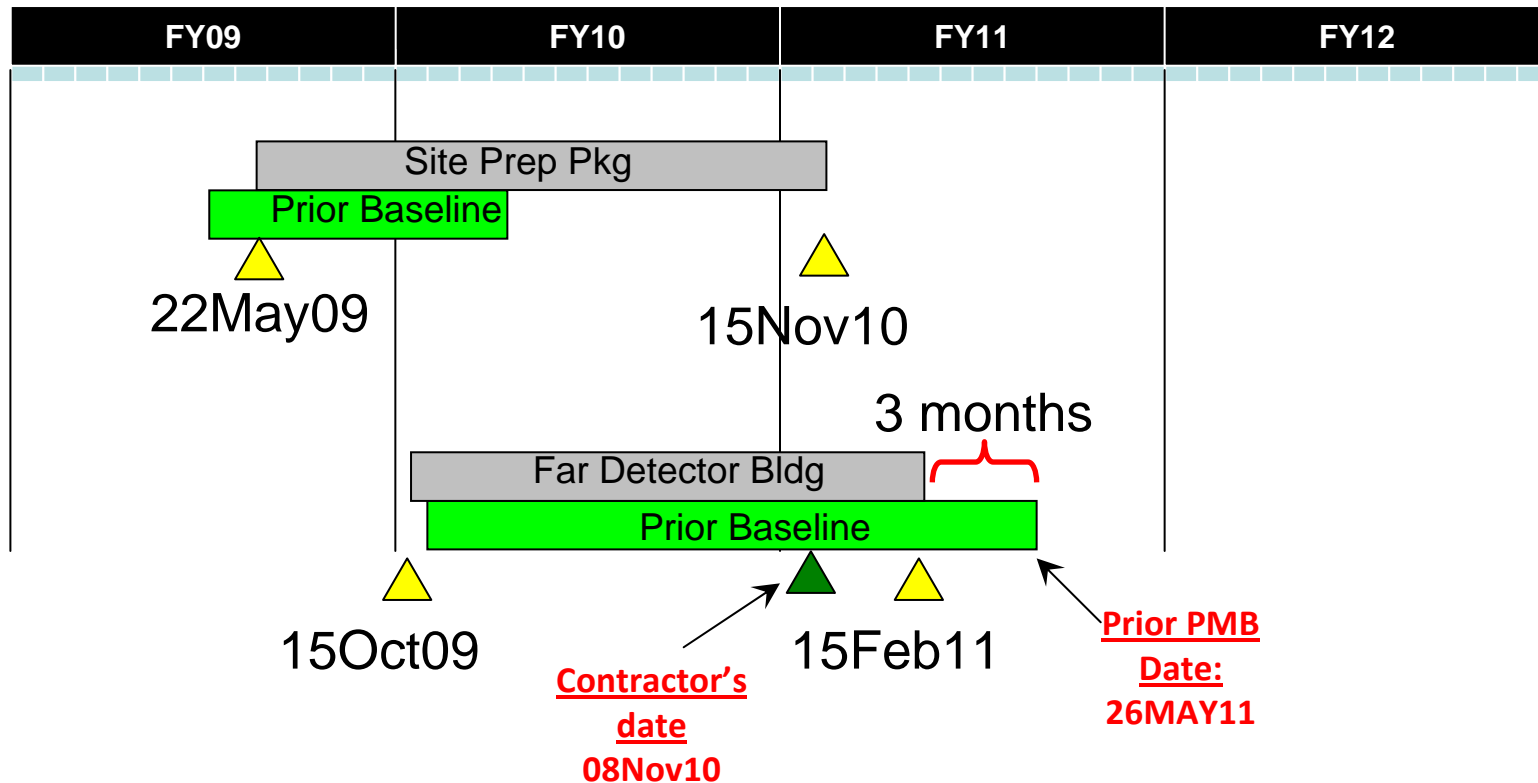 FY09 FY10 FY11 FY12
Site Prep Pkg
Prior Baseline
22May09
15Nov10
3 months
Far Detector Bldg
Prior Baseline
15Oct09
15Feb11
Contractor’s
date
08Nov10
Prior PMB
Date:
26MAY11